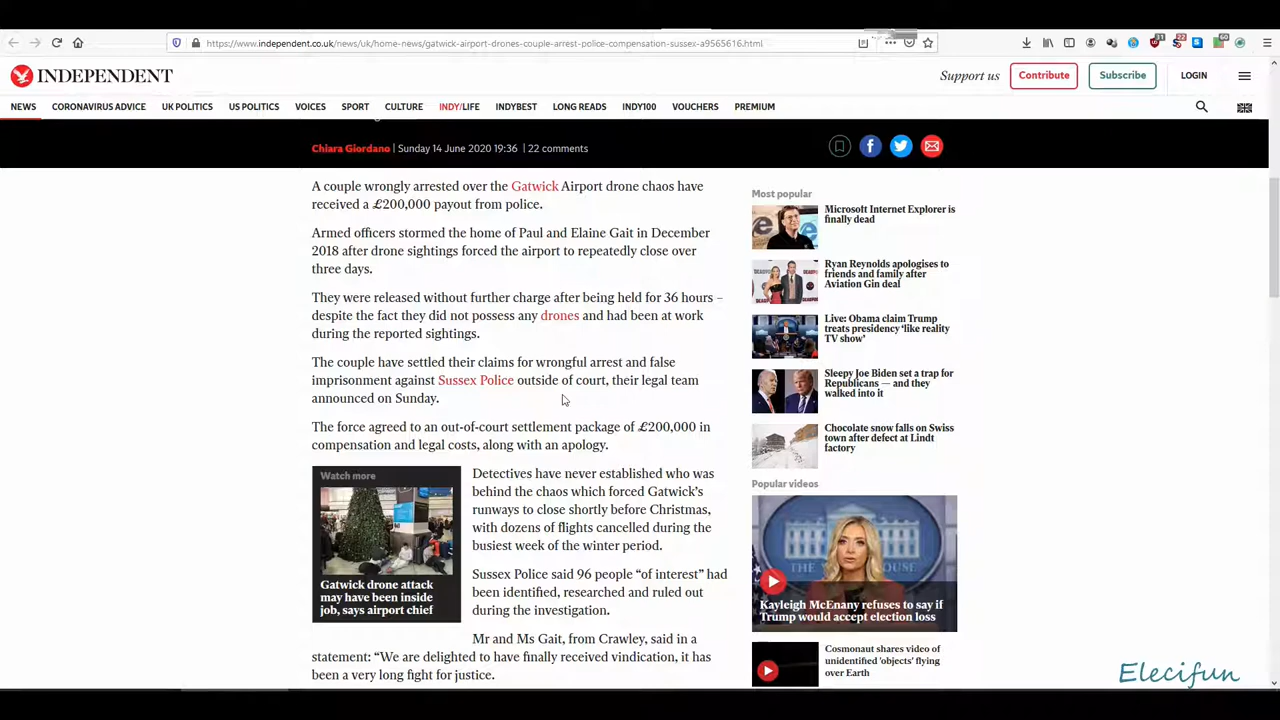 https://www.independent.co.uk/news/uk/home-news/gatwick-airport-drones-couple-arrest-police-compensation-sussex-a9565616.html
INDEPENDENT
Support us
Contribute
Subscribe
LOGIN
NEWS CORONAVIRUS ADVICE UK POLITICS US POLITICS VOICES SPORT CULTURE INDY/LIFE INDYBEST LONG READS INDY100 VOUCHERS PREMIUM
Chiara Giordano | Sunday 14 June 2020 19:36 | 22 comments
A couple wrongly arrested over the Gatwick Airport drone chaos have
received a £200,000 payout from police.
Armed officers stormed the home of Paul and Elaine Gait in December
2018 after drone sightings forced the airport to repeatedly close over
three days.
They were released without further charge after being held for 36 hours –
despite the fact they did not possess any drones and had been at work
during the reported sightings.
The couple have settled their claims for wrongful arrest and false
imprisonment against Sussex Police outside of court, their legal team
announced on Sunday.
The force agreed to an out-of-court settlement package of £200,000 in
compensation and legal costs, along with an apology.
Watch more
Gatwick drone attack
may have been inside
job, says airport chief
Detectives have never established who was
behind the chaos which forced Gatwick's
runways to close shortly before Christmas,
with dozens of flights cancelled during the
busiest week of the winter period.
Sussex Police said 96 people “of interest” had
been identified, researched and ruled out
during the investigation.
Mr and Ms Gait, from Crawley, said in a
statement: “We are delighted to have finally received vindication, it has
been a very long fight for justice.
Most popular
Microsoft Internet Explorer is
finally dead
Ryan Reynolds apologises to
friends and family after
Aviation Gin deal
Live: Obama claim Trump
treats presidency ‘like reality
TV show’
Sleepy Joe Biden set a trap for
Republicans — and they
walked into it
Chocolate snow falls on Swiss
town after defect at Lindt
factory
Popular videos
Kayleigh McEnany refuses to say if
Trump would accept election loss
Cosmonaut shares video of
unidentified 'objects' flying
over Earth
Elecifun